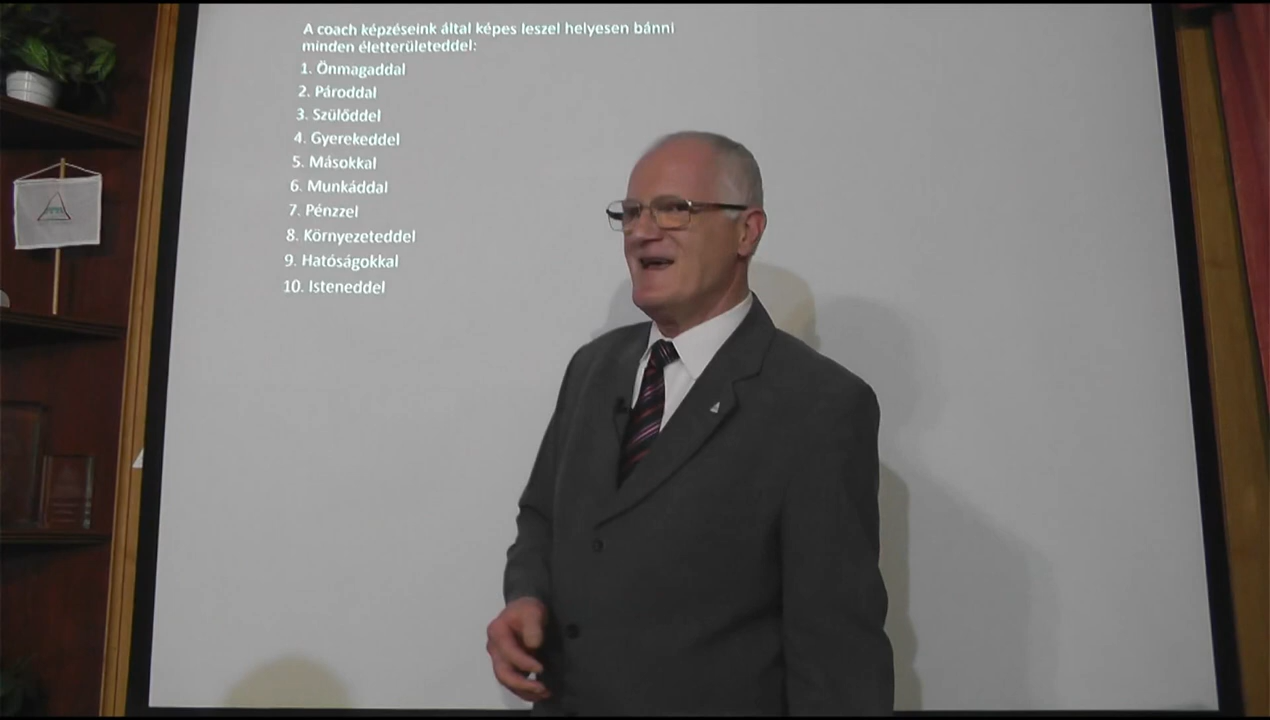 A coach képzéseink által képes leszel helyesen bánni
minden életterületeddel:
1. Önmagaddal
2. Pároddal
3. Szülőddel
4. Gyerekeddel
5. Másokkal
6. Munkáddal
7. Pénzzel
8. Környezeteddel
9. Hatóságokkal
10. Isteneddel